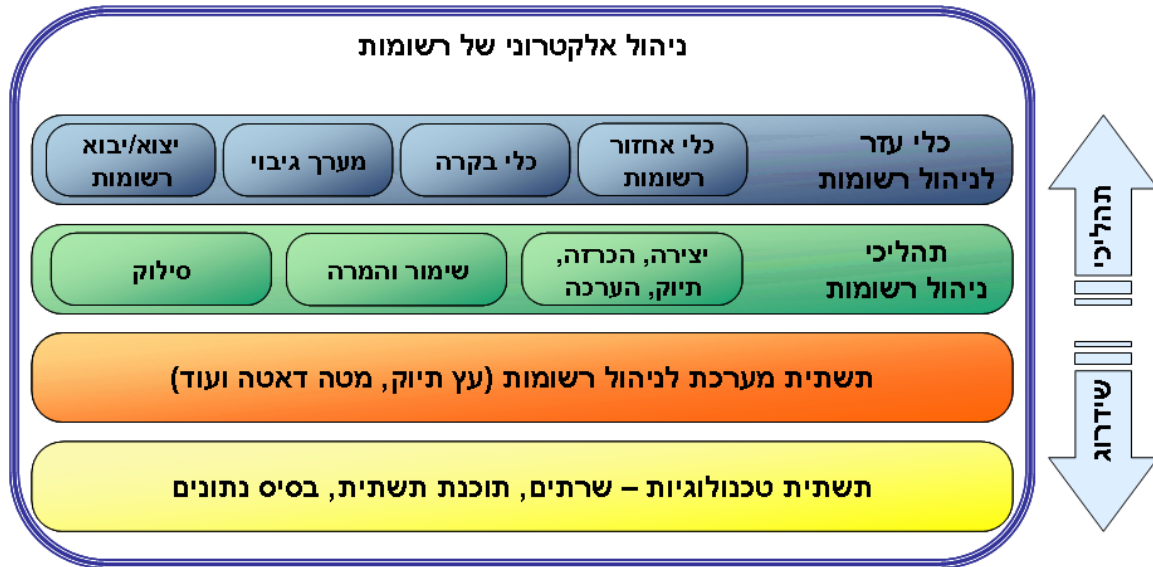 ניהול אלקטרוני של רשומות
כלי עזר
לניהול רשומות
כלי אחזור
רשומות
כלי בקרה
מערך גיבוי
יצוא/יבוא
רשומות
תהליכי
ניהול רשומות
יצירה, הכרזה,
תיוק, הערכה
שימור והמרה
סילוק
תשתית מערכת לניהול רשומות (עץ תיוק, מטה דאטה ועוד)
תשתית טכנולוגיות – שרתים, תוכנת תשתית, בסיס נתונים
תהליכי
שידרוג